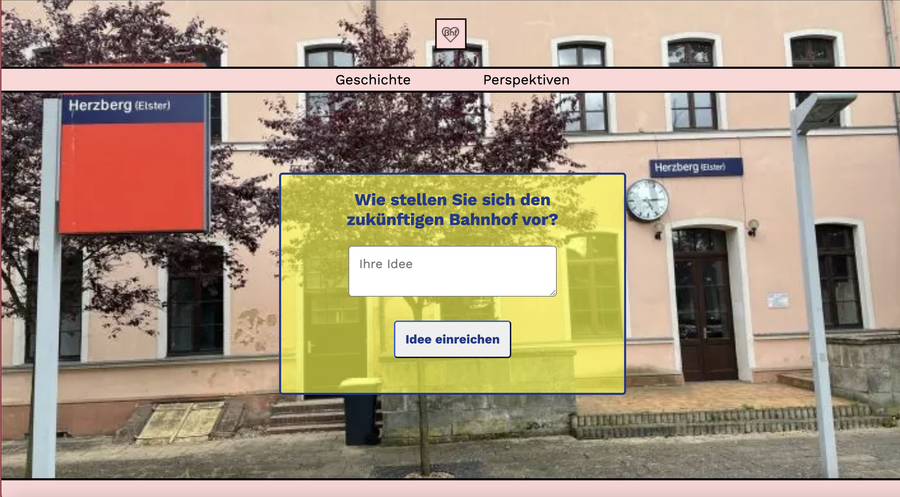 Bhf
Geschichte
Perspektiven
Herzberg (Elster)
Herzberg (Elster)
Wie stellen Sie sich den
zukünftigen Bahnhof vor?
Ihre Idee
Idee einreichen